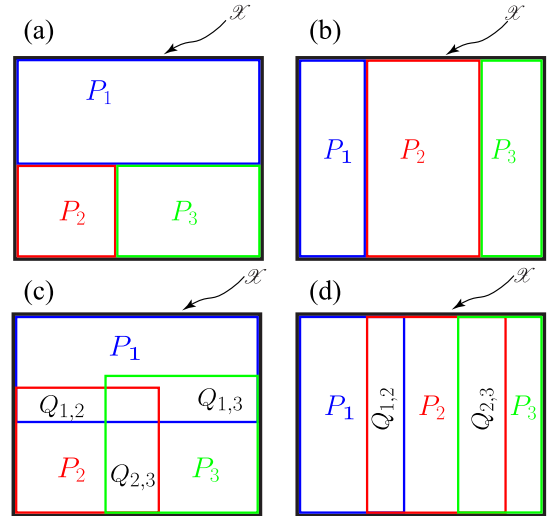 (a)
𝒳
P₁
P₂
P₃
(b)
𝒳
P₁
P₂
P₃
(c)
𝒳
P₁
Q₁,₂
Q₁,₃
P₂
Q₂,₃
P₃
(d)
𝒳
P₁
Q₁,₂
P₂
Q₂,₃
P₃